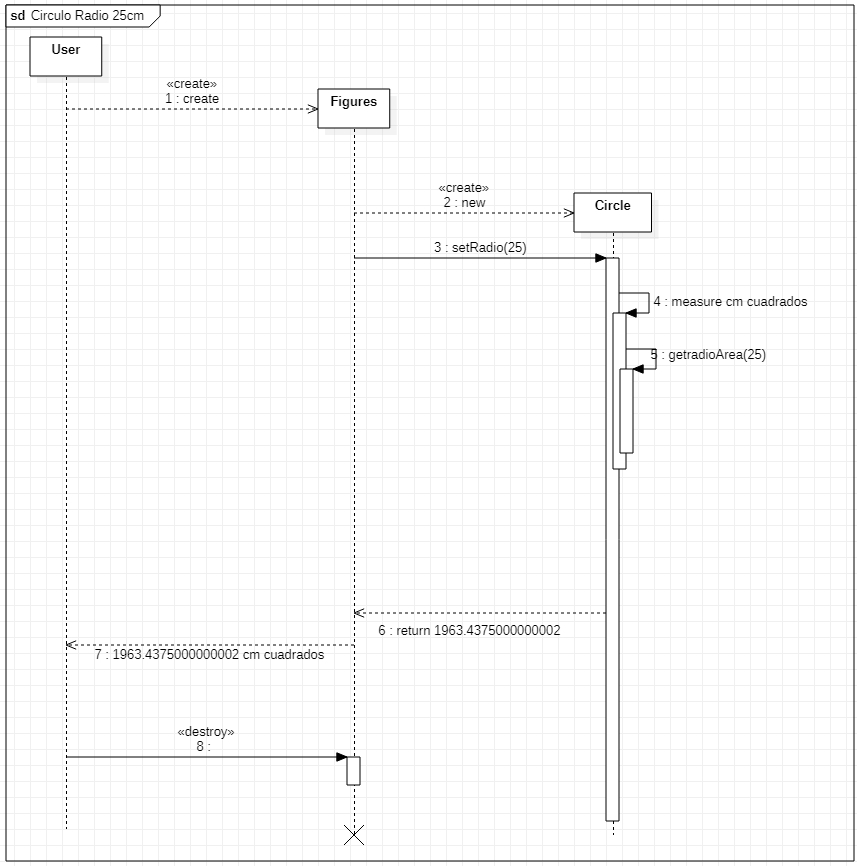 sd Circulo Radio 25cm
User
«create»
1 : create
Figures
«create»
2 : new
Circle
3 : setRadio(25)
4 : measure cm cuadrados
5 : getradioArea(25)
6 : return 1963.4375000000002
7 : 1963.4375000000002 cm cuadrados
«destroy»
8 :